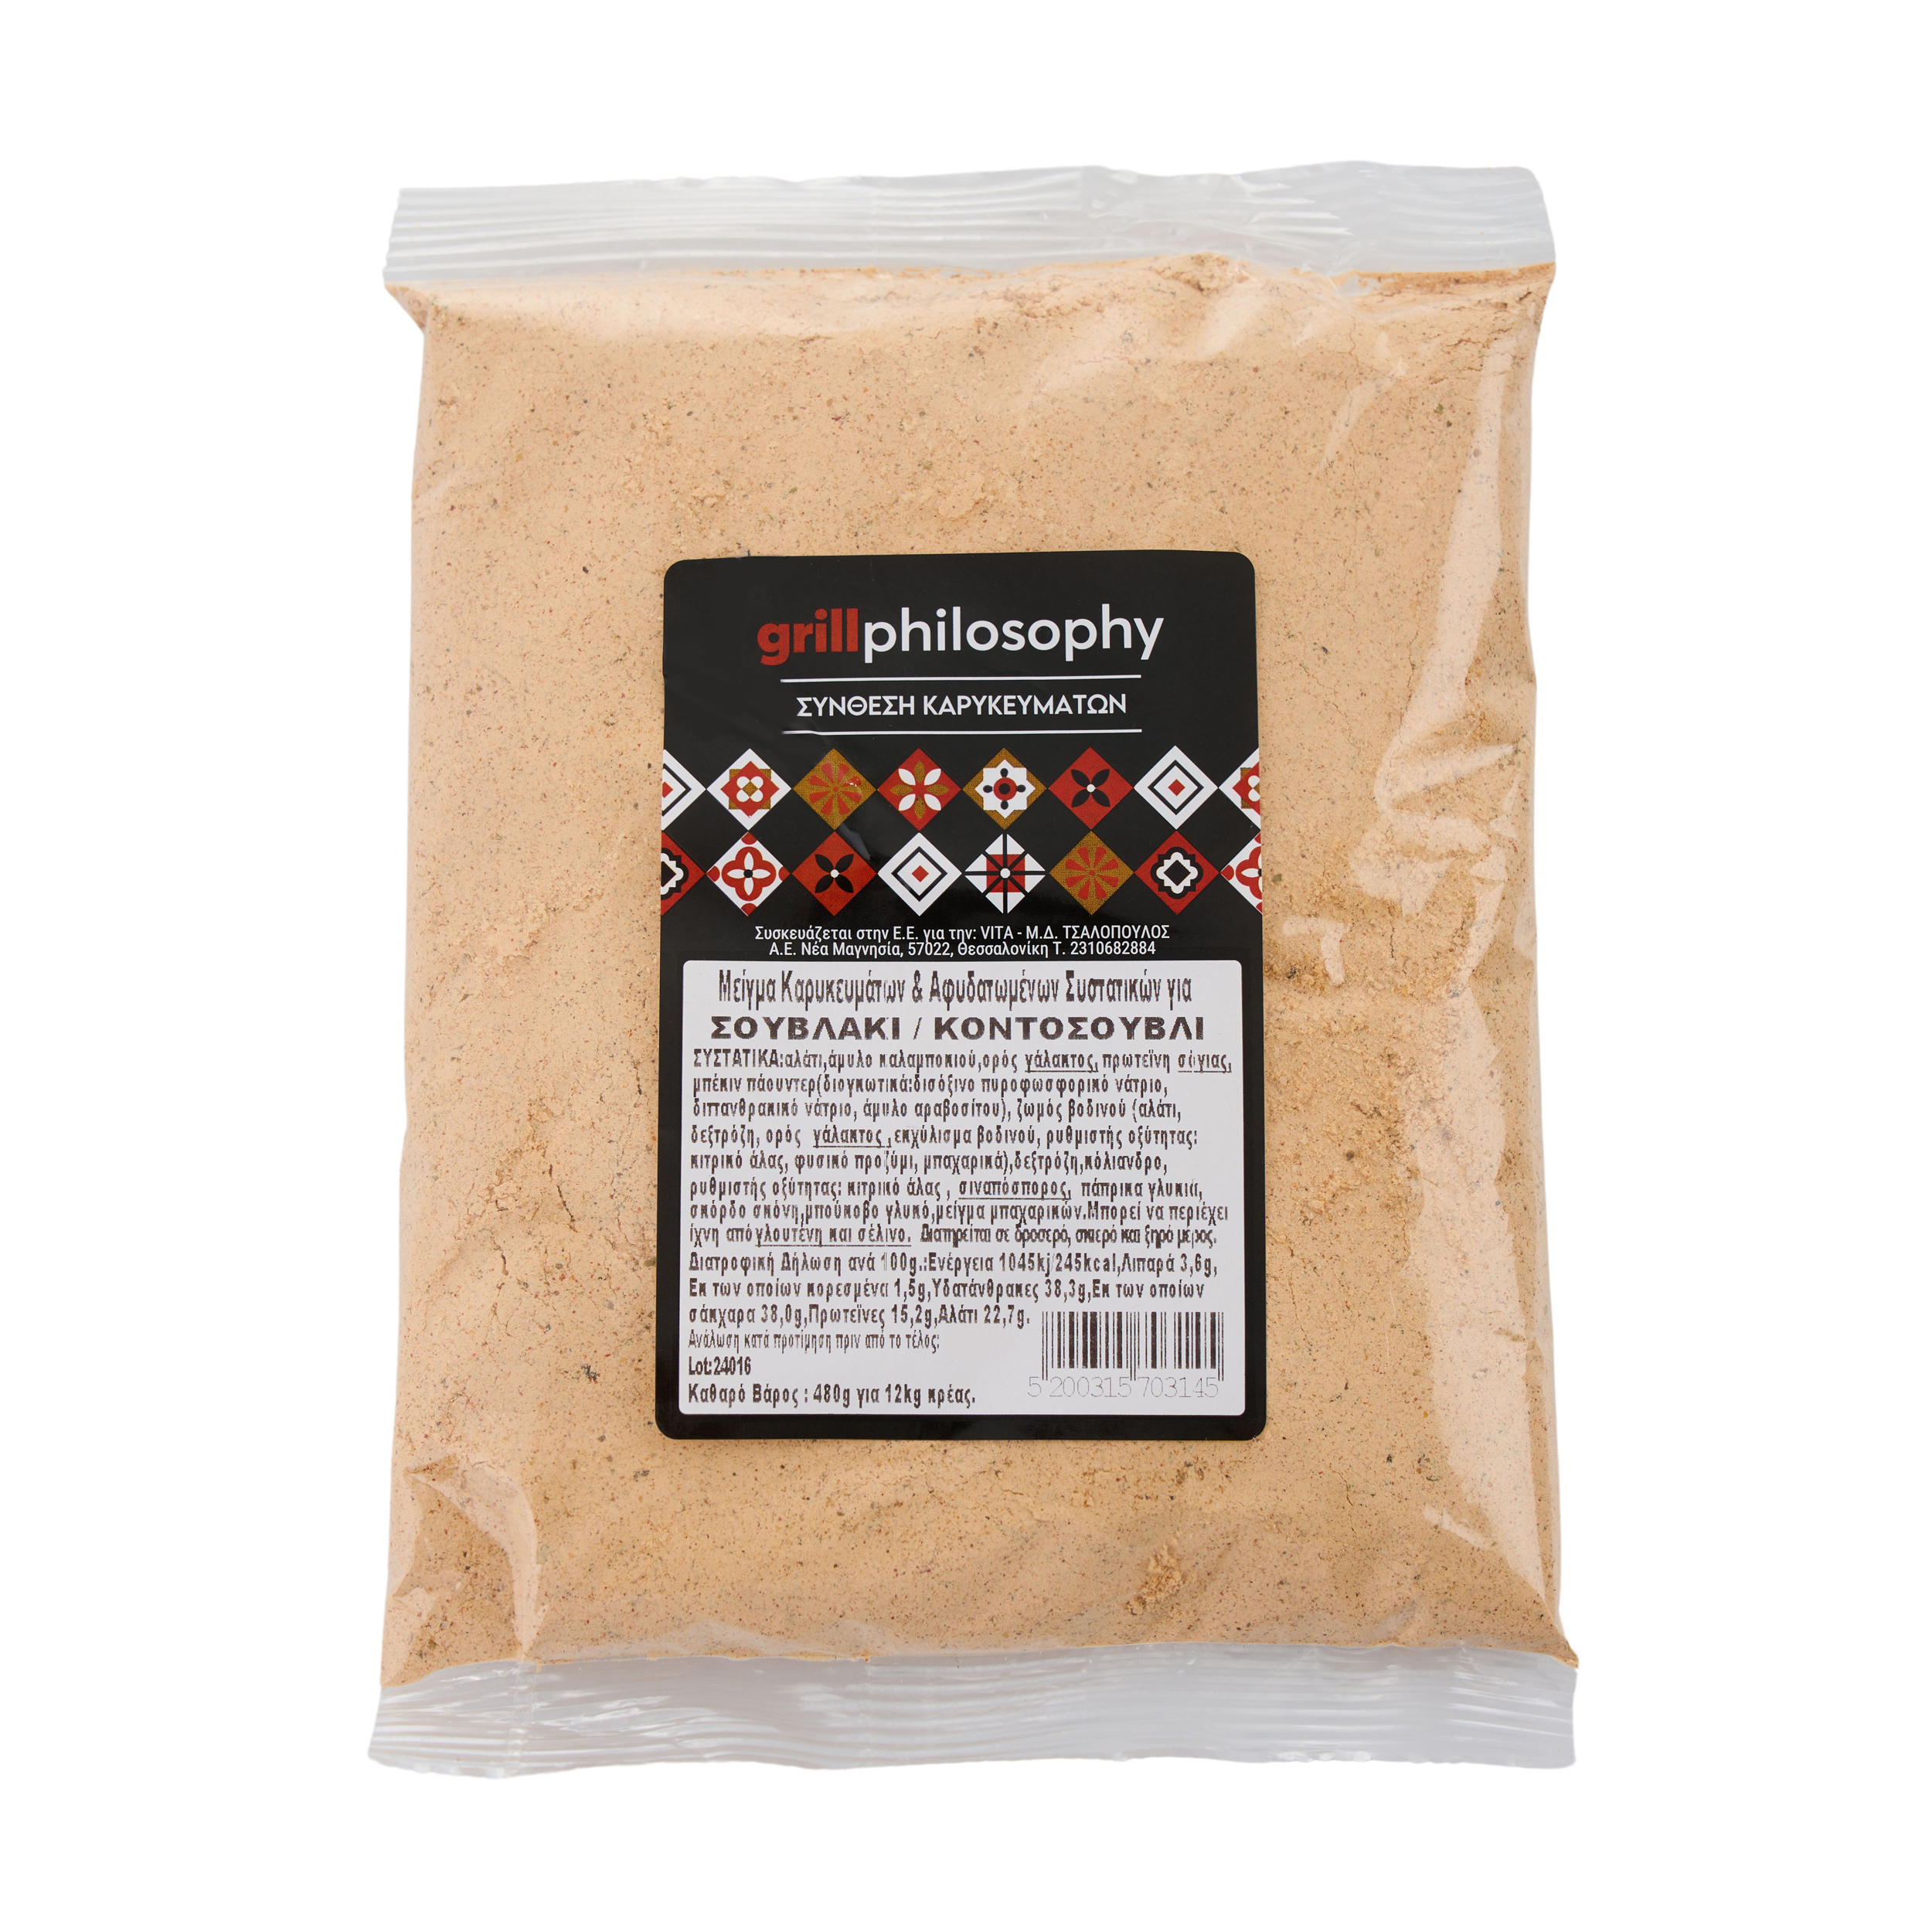 grillphilosophy
ΣΥΝΘΕΣΗ ΚΑΡΥΚΕΥΜΑΤΩΝ
Συσκευάζεται στην Ε.Ε. για την: VITA - Μ.Δ. ΤΣΑΛΟΠΟΥΛΟΣ
Α.Ε. Νέα Μαγνησία, 57022, Θεσσαλονίκη Τ. 2310682884
Μείγμα Καρυκευμάτων & Αφυδατωμένων Συστατικών για
ΣΟΥΒΛΑΚΙ / ΚΟΝΤΟΣΟΥΒΛΙ
ΣΥΣΤΑΤΙΚΑ:αλάτι,άμυλο καλαμποκιού,ορός γάλακτος,πρωτεΐνη σόγιας,
μπέκιν πάουντερ(διογκωτικά:δισόξινο πυροφωσφορικό νάτριο,
διττανθρακικό νάτριο, άμυλο αραβοσίτου), ζωμός βοδινού (αλάτι,
δεξτρόζη, ορός γάλακτος ,εκχύλισμα βοδινού, ρυθμιστής οξύτητας:
κιτρικό άλας, φυσικό προζύμι, μπαχαρικά),δεξτρόζη,κόλιανδρο,
ρυθμιστής οξύτητας: κιτρικό άλας , σιναπόσπορος, πάπρικα γλυκιά,
σκόρδο σκόνη,μπούκοβο γλυκό,μείγμα μπαχαρικών.Μπορεί να περιέχει
ίχνη από γλουτένη και σέλινο. Διατηρείται σε δροσερό, σκιερό και ξηρό μέρος.
Διατροφική Δήλωση ανά 100g.:Ενέργεια 1045kj/245kcal,Λιπαρά 3,6g,
Εκ των οποίων κορεσμένα 1,5g,Υδατάνθρακες 38,3g,Εκ των οποίων
σάκχαρα 38,0g,Πρωτεΐνες 15,2g,Αλάτι 22,7g.
Ανάλωση κατά προτίμηση πριν από το τέλος:
Lot:24016
Καθαρό Βάρος : 480g για 12kg κρέας.
5 200315 703145